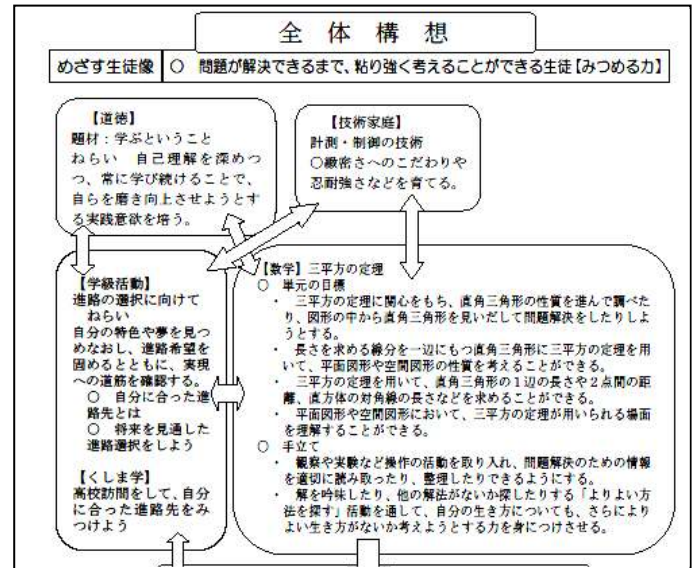 全体構想
めざす生徒像 ○ 問題が解決できるまで、粘り強く考えることができる生徒【みつめる力】
【道徳】
題材：学ぶということ
ねらい 自己理解を深めつ
つ、常に学び続けることで、
自らを磨き向上させようとす
る実践意欲を培う。
【技術家庭】
計測・制御の技術
○緻密さへのこだわりや
忍耐強さなどを育てる。
【学級活動】
進路の選択に向けて
ねらい
自分の特色や夢を見つ
めなおし、進路希望を
固めるとともに、実現
への道筋を確認する。
○ 自分に合った進
路先とは
○ 将来を見通した
進路選択をしよう
【くしま学】
高校訪問をして、自分
に合った進路先をみ
つけよう
【数学】三平方の定理
○ 単元の目標
・ 三平方の定理に関心をもち、直角三角形の性質を進んで調べた
り、図形の中から直角三角形を見いだして問題解決をしたりしよ
うとする。
・ 長さを求める線分を一辺にもつ直角三角形に三平方の定理を用
いて、平面図形や空間図形の性質を考えることができる。
・ 三平方の定理を用いて、直角三角形の１辺の長さや２点間の距
離、直方体の対角線の長さなどを求めることができる。
・ 平面図形や空間図形において、三平方の定理が用いられる場面
を理解することができる。
○ 手立て
・ 観察や実験など操作の活動を取り入れ、問題解決のための情報
を適切に読み取ったり、整理したりできるようにする。
・ 解を吟味したり、他の解法がないか探したりする「よりよい方
法を探す」活動を通して、自分の生き方についても、さらにより
よい生き方がないか考えようとする力を身につけさせる。